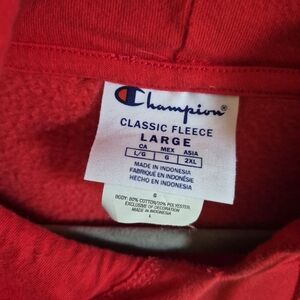 Champion®
CLASSIC FLEECE
LARGE
CA MEX ASIA
L/G G 2XL
MADE IN INDONESIA
FABRIQUÉ EN INDONÉSIE
HECHO EN INDONESIA
G
BODY: 80% COTTON/20% POLYESTER,
EXCLUSIVE OF DECORATION
MADE IN INDONESIA
L